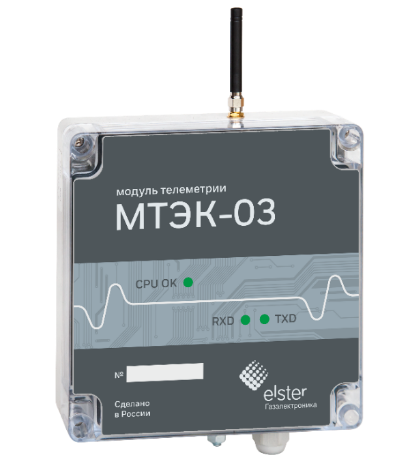 модуль телеметрии
МТЭК-03
CPU OK
RXD TXD
№
elster
Газэлектроника
Сделано
в России